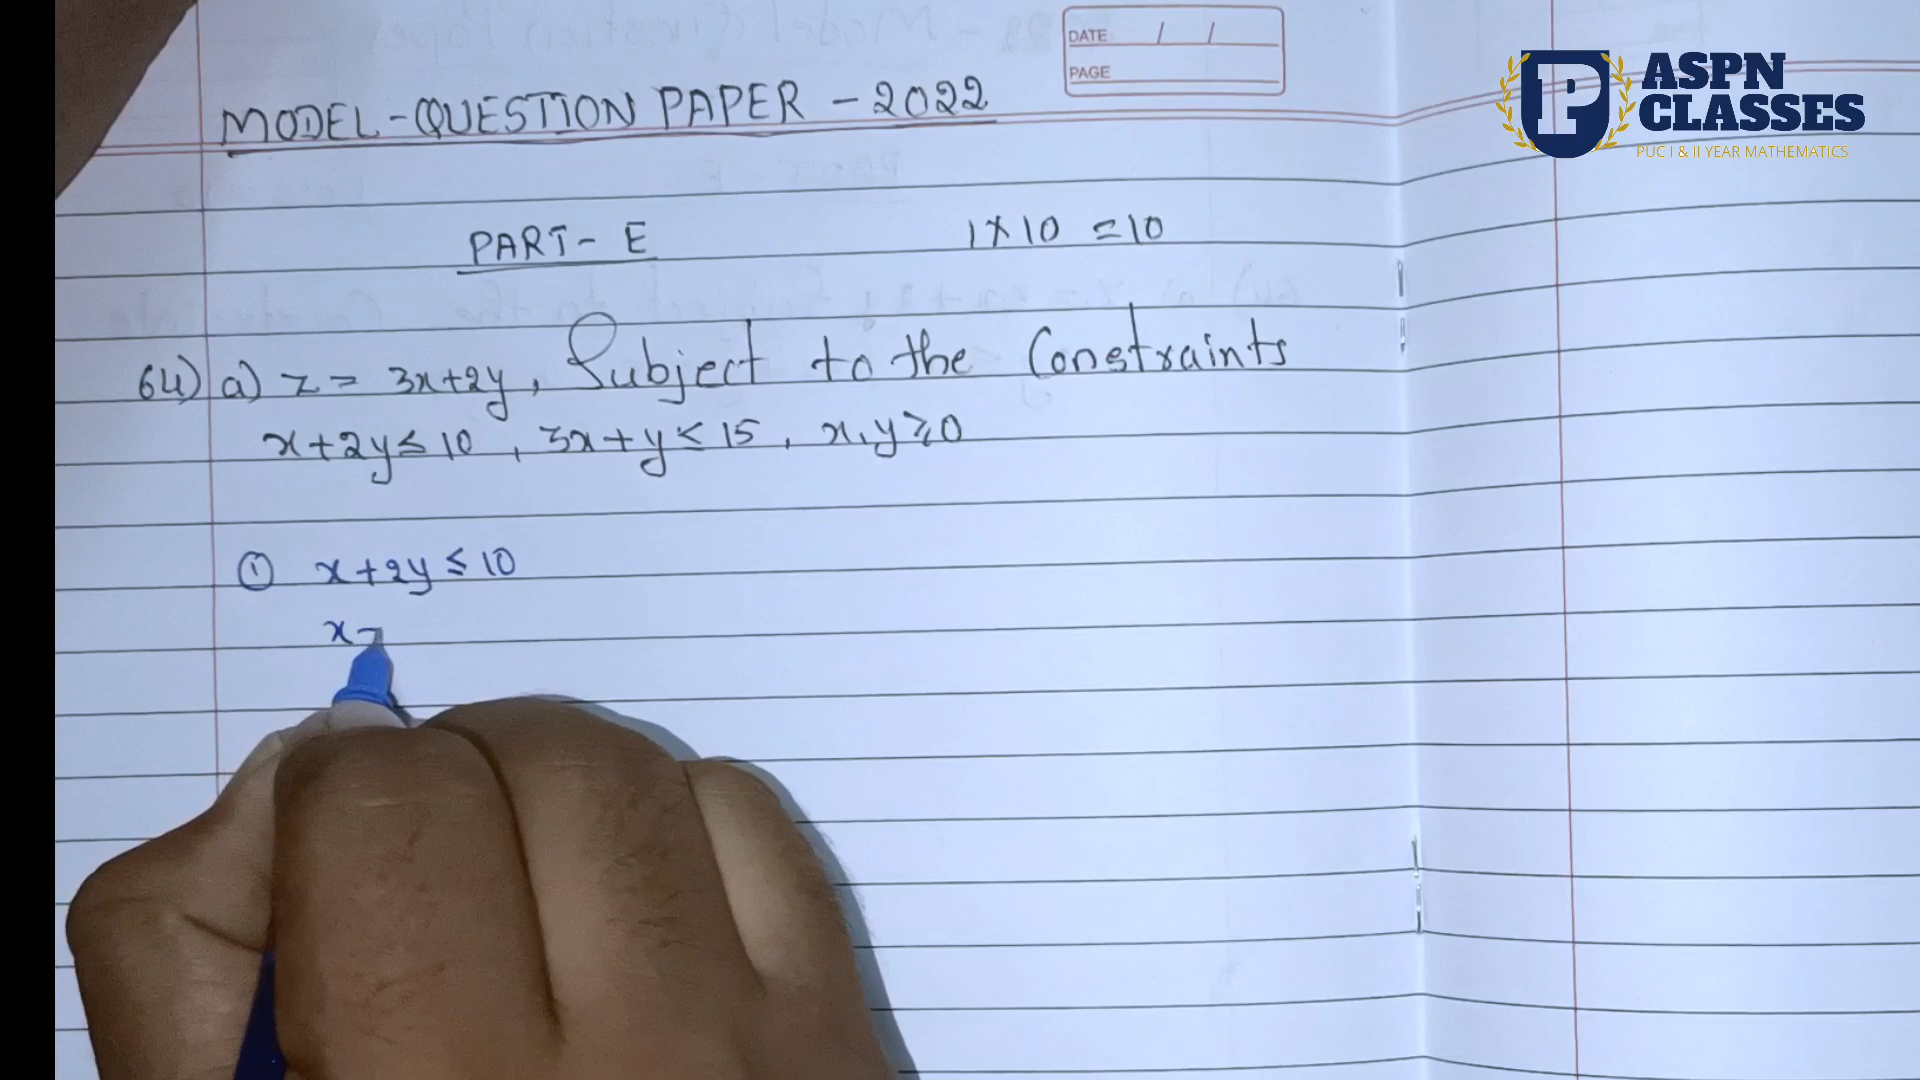 DATE / /
PAGE
ASPN
CLASSES
PUC I & II YEAR MATHEMATICS
MODEL-QUESTION PAPER - 2022
PART- E 1×10 =10
64) a) z = 3x+2y, Subject to the Constraints
x+2y≤10, 3x+y<15, x,y≥0
① x+2y≤10
x